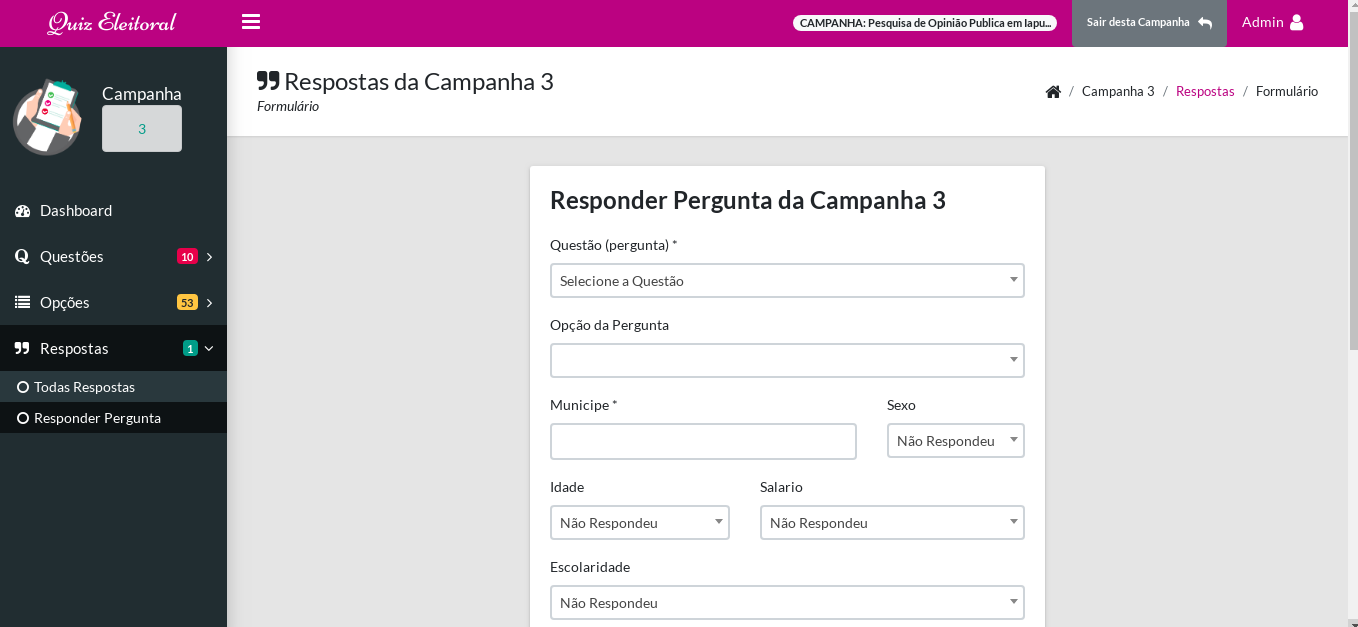 Quiz Eleitoral
CAMPANHA: Pesquisa de Opinião Publica em Iapu...
Sair desta Campanha
Admin
Campanha
3
Dashboard
Questões 10
Opções 53
Respostas 1
Todas Respostas
Responder Pergunta
Respostas da Campanha 3
Formulário
/ Campanha 3 / Respostas / Formulário
Responder Pergunta da Campanha 3
Questão (pergunta) *
Selecione a Questão
Opção da Pergunta
Municipe * Sexo
Não Respondeu
Idade Salario
Não Respondeu Não Respondeu
Escolaridade
Não Respondeu